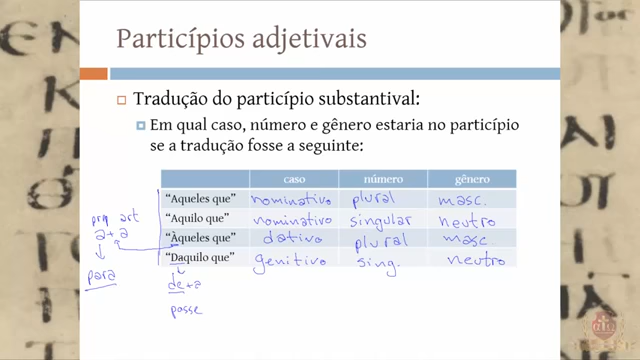 Particípios adjetivais
Tradução do particípio substantival:
Em qual caso, número e gênero estaria no particípio
se a tradução fosse a seguinte:
caso número gênero
"Aqueles que" nominativo plural masc.
"Aquilo que" nominativo singular neutro
"Àqueles que" dativo plural masc
"Daquilo que" genitivo sing. neutro
prp art
a + a
para
de + a
posse